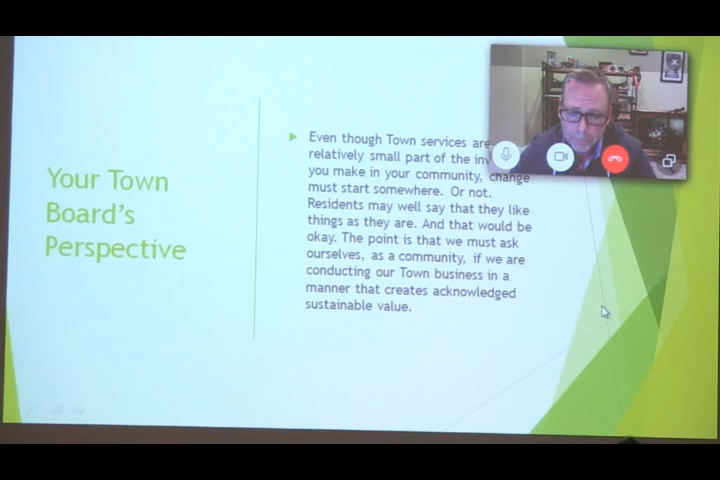 Your Town
Board's
Perspective
Even though Town services are
relatively small part of the
you make in your community, change
must start somewhere. Or not.
Residents may well say that they like
things as they are. And that would be
okay. The point is that we must ask
ourselves, as a community, if we are
conducting our Town business in a
manner that creates acknowledged
sustainable value.